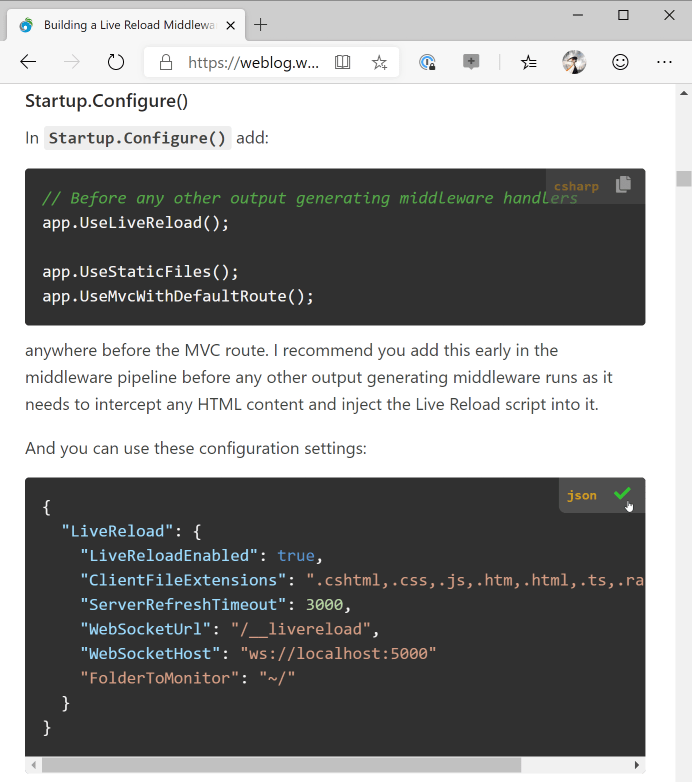 Building a Live Reload Middlewa
https://weblog.w...
Startup.Configure()
In Startup.Configure() add:
csharp
// Before any other output generating middleware handlers
app.UseLiveReload();
app.UseStaticFiles();
app.UseMvcWithDefaultRoute();
anywhere before the MVC route. I recommend you add this early in the
middleware pipeline before any other output generating middleware runs as it
needs to intercept any HTML content and inject the Live Reload script into it.
And you can use these configuration settings:
json
{
"LiveReload": {
"LiveReloadEnabled": true,
"ClientFileExtensions": ".cshtml,.css,.js,.htm,.html,.ts,.ra
"ServerRefreshTimeout": 3000,
"WebSocketUrl": "/__livereload",
"WebSocketHost": "ws://localhost:5000"
"FolderToMonitor": "~/"
}
}